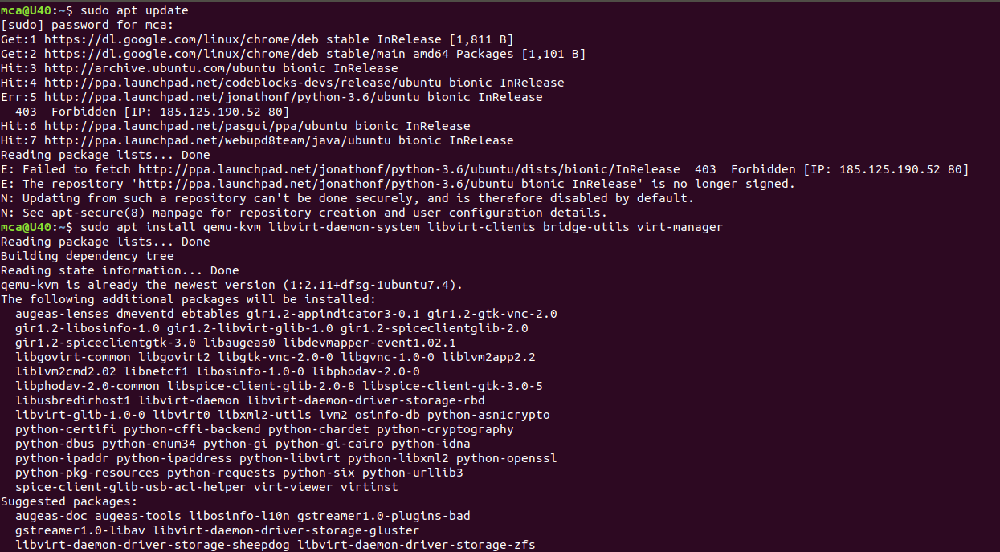 mca@U40:~$ sudo apt update
[sudo] password for mca:
Get:1 https://dl.google.com/linux/chrome/deb stable InRelease [1,811 B]
Get:2 https://dl.google.com/linux/chrome/deb stable/main amd64 Packages [1,101 B]
Hit:3 http://archive.ubuntu.com/ubuntu bionic InRelease
Hit:4 http://ppa.launchpad.net/codeblocks-devs/release/ubuntu bionic InRelease
Err:5 http://ppa.launchpad.net/jonathonf/python-3.6/ubuntu bionic InRelease
  403  Forbidden [IP: 185.125.190.52 80]
Hit:6 http://ppa.launchpad.net/pasgui/ppa/ubuntu bionic InRelease
Hit:7 http://ppa.launchpad.net/webupd8team/java/ubuntu bionic InRelease
Reading package lists... Done
E: Failed to fetch http://ppa.launchpad.net/jonathonf/python-3.6/ubuntu/dists/bionic/InRelease  403  Forbidden [IP: 185.125.190.52 80]
E: The repository 'http://ppa.launchpad.net/jonathonf/python-3.6/ubuntu bionic InRelease' is no longer signed.
N: Updating from such a repository can't be done securely, and is therefore disabled by default.
N: See apt-secure(8) manpage for repository creation and user configuration details.
mca@U40:~$ sudo apt install qemu-kvm libvirt-daemon-system libvirt-clients bridge-utils virt-manager
Reading package lists... Done
Building dependency tree
Reading state information... Done
qemu-kvm is already the newest version (1:2.11+dfsg-1ubuntu7.4).
The following additional packages will be installed:
  augeas-lenses dmeventd ebtables gir1.2-appindicator3-0.1 gir1.2-gtk-vnc-2.0
  gir1.2-libosinfo-1.0 gir1.2-libvirt-glib-1.0 gir1.2-spiceclientglib-2.0
  gir1.2-spiceclientgtk-3.0 libaugeas0 libdevmapper-event1.02.1
  libgovirt-common libgovirt2 libgtk-vnc-2.0-0 libgvnc-1.0-0 liblvm2app2.2
  liblvm2cmd2.02 libnetcf1 libosinfo-1.0-0 libphodav-2.0-0
  libphodav-2.0-common libspice-client-glib-2.0-8 libspice-client-gtk-3.0-5
  libusbredirhost1 libvirt-daemon libvirt-daemon-driver-storage-rbd
  libvirt-glib-1.0-0 libvirt0 libxml2-utils lvm2 osinfo-db python-asn1crypto
  python-certifi python-cffi-backend python-chardet python-cryptography
  python-dbus python-enum34 python-gi python-gi-cairo python-idna
  python-ipaddr python-ipaddress python-libvirt python-libxml2 python-openssl
  python-pkg-resources python-requests python-six python-urllib3
  spice-client-glib-usb-acl-helper virt-viewer virtinst
Suggested packages:
  augeas-doc augeas-tools libosinfo-l10n gstreamer1.0-plugins-bad
  gstreamer1.0-libav libvirt-daemon-driver-storage-gluster
  libvirt-daemon-driver-storage-sheepdog libvirt-daemon-driver-storage-zfs